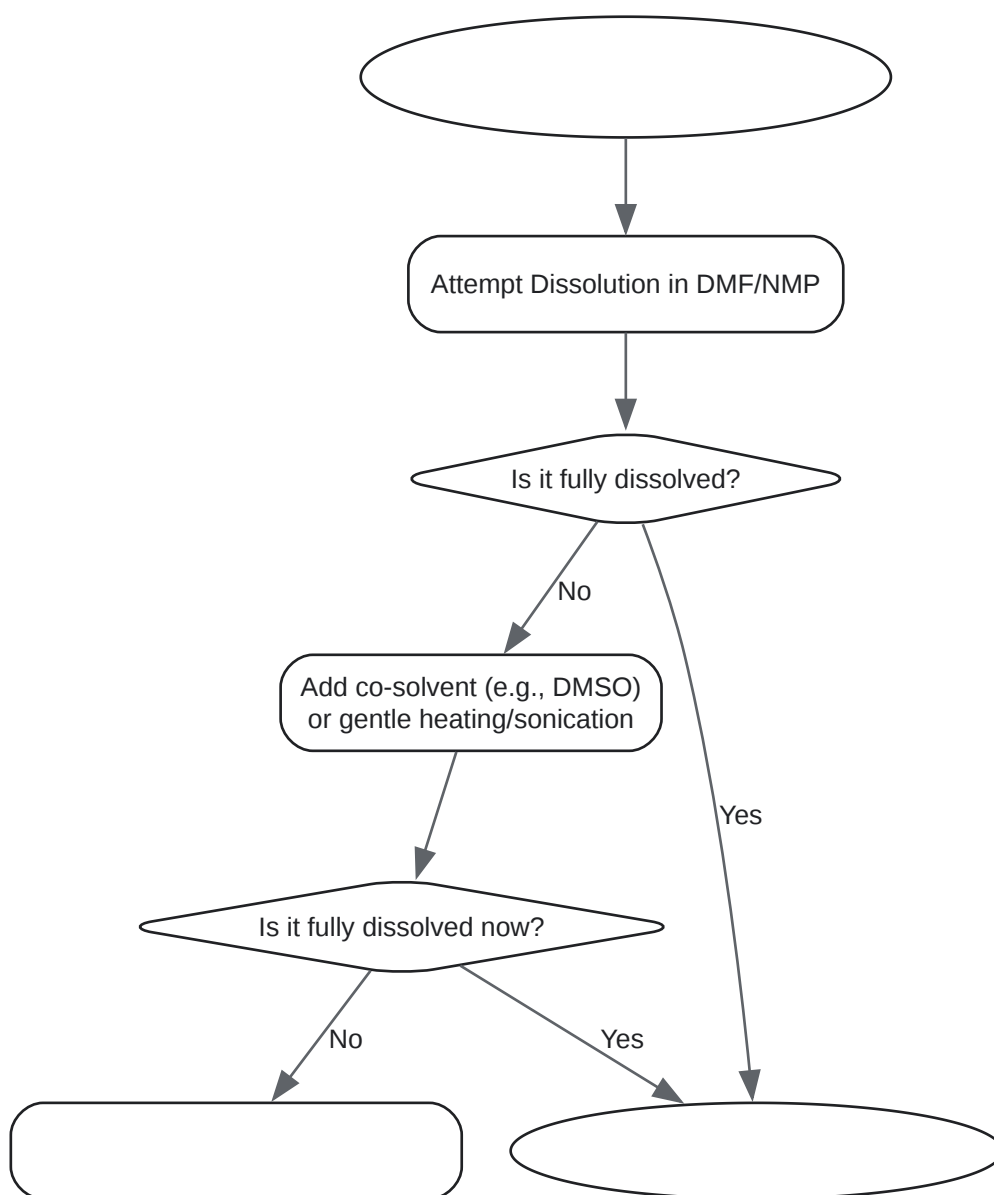 Attempt Dissolution in DMF/NMP
Is it fully dissolved?
No
Add co-solvent (e.g., DMSO)
or gentle heating/sonication
Yes
Is it fully dissolved now?
No
Yes